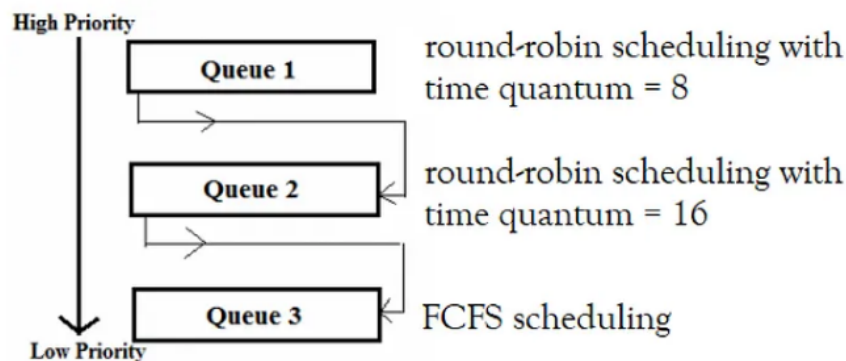 High Priority
Queue 1
round-robin scheduling with
time quantum = 8
Queue 2
round-robin scheduling with
time quantum = 16
Queue 3
FCFS scheduling
Low Priority